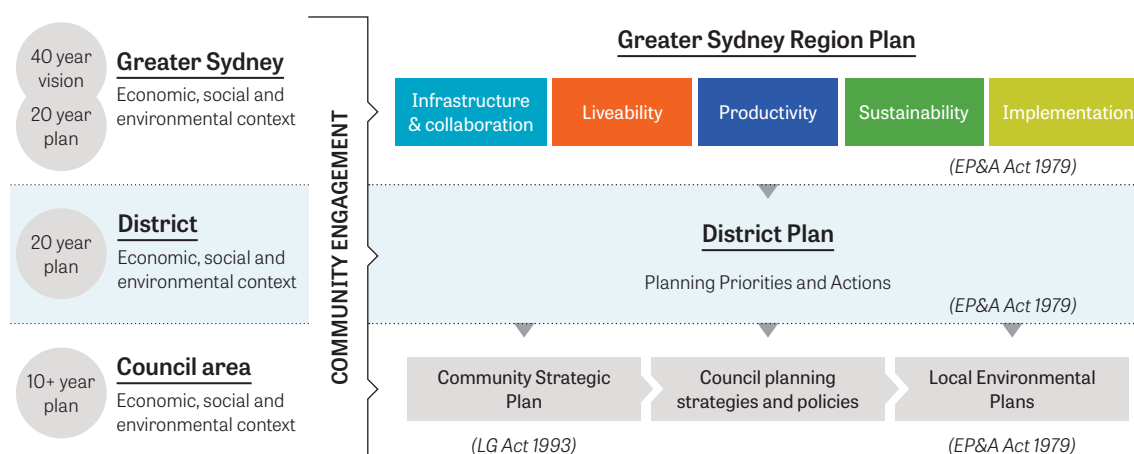 40 year
vision
20 year
plan
Greater Sydney
Economic, social and
environmental context
COMMUNITY ENGAGEMENT
Greater Sydney Region Plan
Infrastructure
& collaboration
Liveability
Productivity
Sustainability
Implementation
(EP&A Act 1979)
20 year
plan
District
Economic, social and
environmental context
District Plan
Planning Priorities and Actions
(EP&A Act 1979)
10+ year
plan
Council area
Economic, social and
environmental context
Community Strategic
Plan
Council planning
strategies and policies
Local Environmental
Plans
(LG Act 1993)
(EP&A Act 1979)